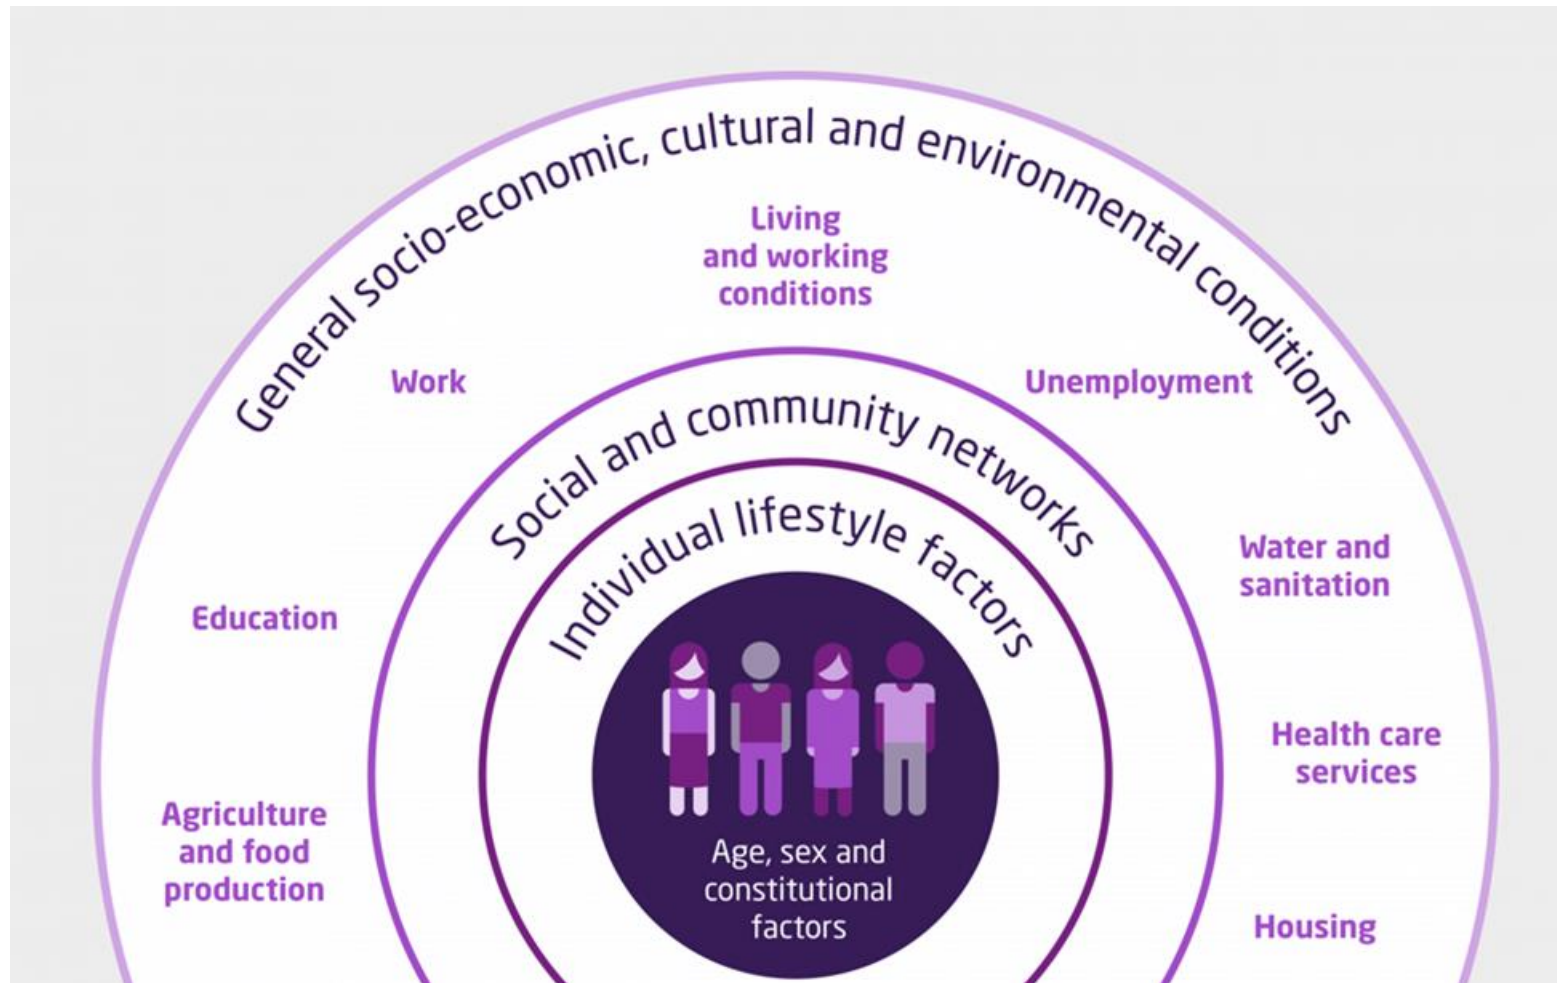 General socio-economic, cultural and environmental conditions
Living
and working
conditions
Work
Unemployment
Social and community networks
Individual lifestyle factors
Water and
sanitation
Education
Health care
services
Agriculture
and food
production
Age, sex and
constitutional
factors
Housing